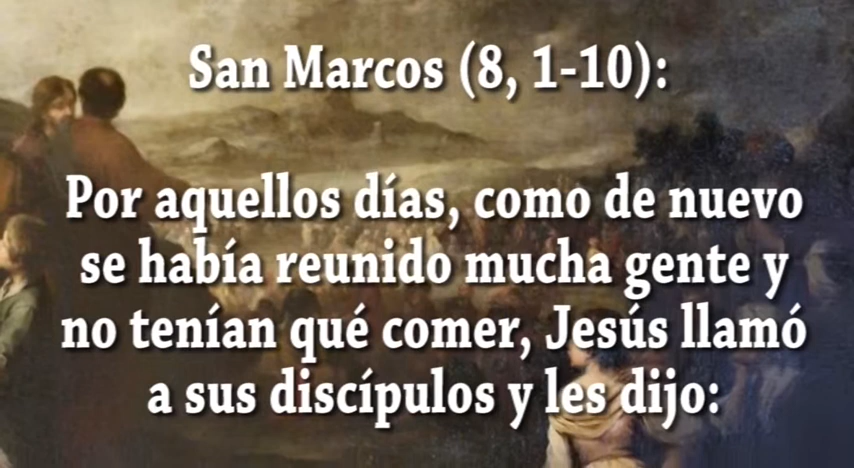 San Marcos (8, 1-10):
Por aquellos días, como de nuevo
se había reunido mucha gente y
no tenían qué comer, Jesús llamó
a sus discípulos y les dijo: